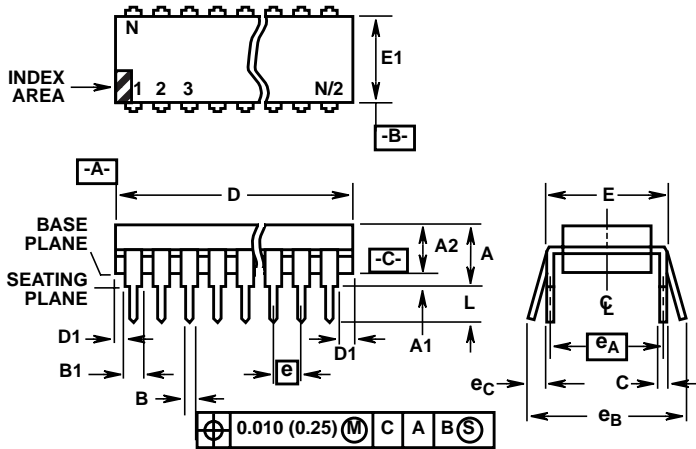 N
INDEX
AREA
1 2 3 N/2
E1
-B-
-A-
D
E
BASE
PLANE
A2
A
-C-
SEATING
PLANE
L
D1
B1
A1
D1
e
B
C
L
eA
eC
C
eB
0.010 (0.25) M C A B S